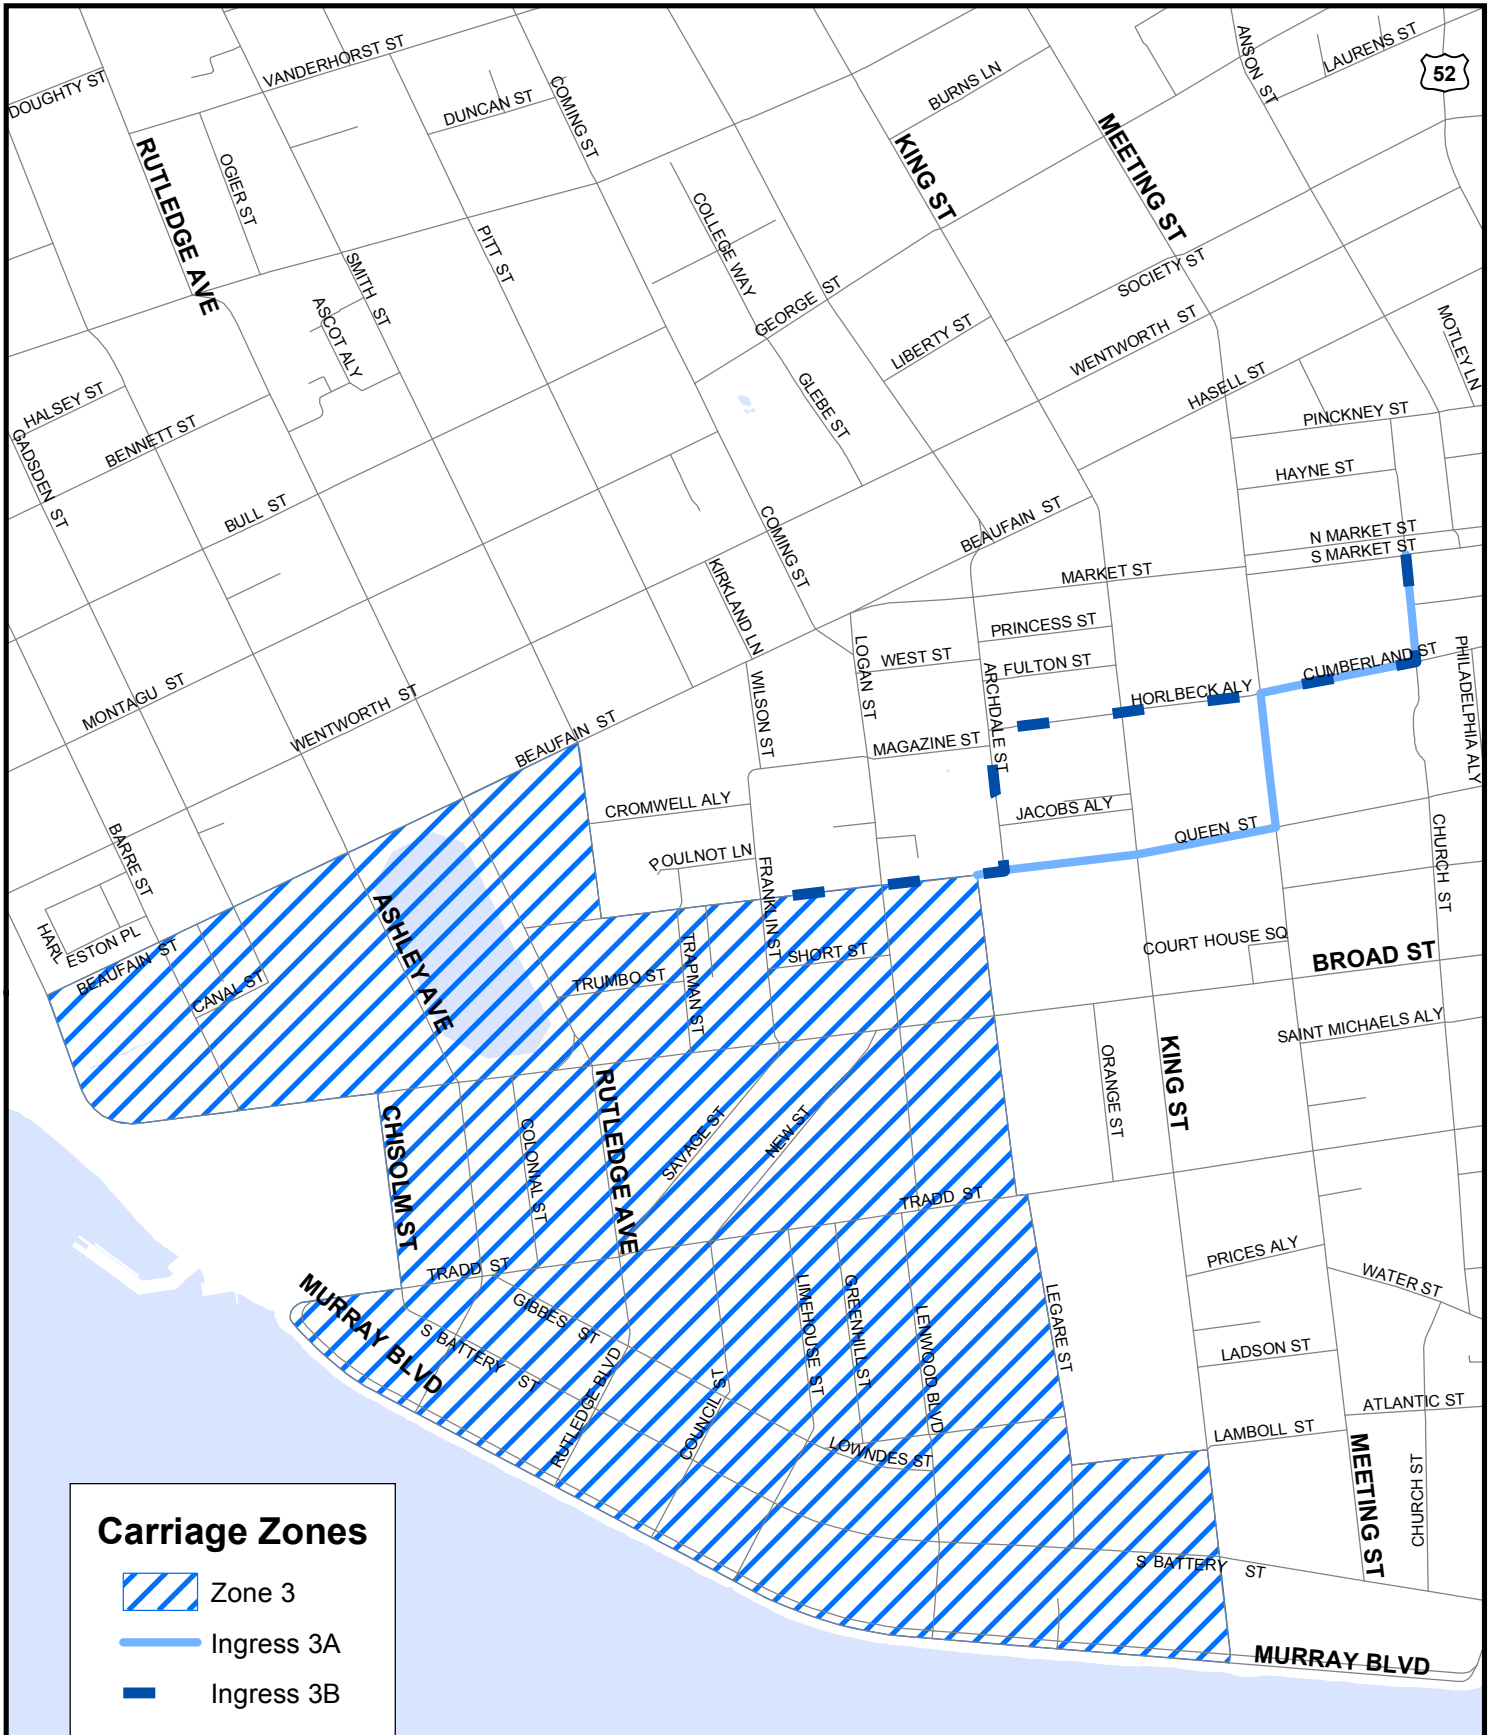 DOUGHTY ST
VANDERHORST ST
DUNCAN ST
COMING ST
BURNS LN
ANSON ST
LAURENS ST
52
RUTLEDGE AVE
OGIER ST
KING ST
MEETING ST
COLLEGE WAY
PITT ST
SMITH ST
ASCOT ALY
GEORGE ST
SOCIETY ST
LIBERTY ST
WENTWORTH ST
MOTLEY LN
HALSEY ST
GADSDEN ST
BENNETT ST
GLEBE ST
HASELL ST
PINCKNEY ST
HAYNE ST
BULL ST
COMING ST
BEAUFAIN ST
N MARKET ST
S MARKET ST
MARKET ST
KIRKLAND LN
PRINCESS ST
LOGAN ST
WEST ST
FULTON ST
ARCHDALE ST
HORLBECK ALY
CUMBERLAND ST
PHILADELPHIA ALY
MONTAGU ST
WENTWORTH ST
WILSON ST
BEAUFAIN ST
MAGAZINE ST
CROMWELL ALY
JACOBS ALY
QUEEN ST
BARRE ST
POULNOT LN
FRANKLIN ST
CHURCH ST
HARLESTON PL
BEAUFAIN ST
CANAL ST
ASHLEY AVE
TRAPMAN ST
SHORT ST
TRUMBO ST
COURT HOUSE SQ
BROAD ST
SAINT MICHAELS ALY
ORANGE ST
KING ST
CHISOLM ST
COLONIAL ST
RUTLEDGE AVE
SAVAGE ST
NEW ST
TRADD ST
TRADD ST
PRICES ALY
WATER ST
MURRAY BLVD
GIBBES ST
S BATTERY ST
LIMEHOUSE ST
GREENHILL ST
LENWOOD BLVD
LEGARE ST
LADSON ST
RUTLEDGE BLVD
COUNCIL ST
LOWNDES ST
ATLANTIC ST
LAMBOLL ST
MEETING ST
CHURCH ST
S BATTERY ST
MURRAY BLVD
Carriage Zones
Zone 3
Ingress 3A
Ingress 3B